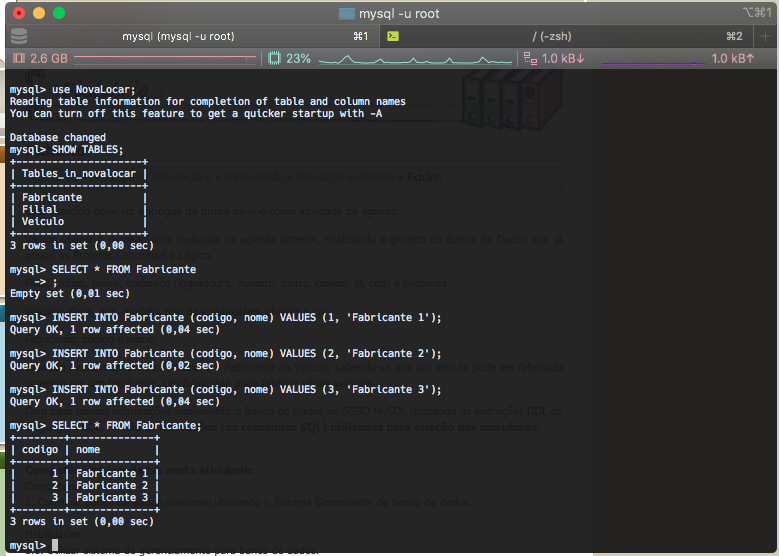 mysql -u root
⌥⌘1
mysql (mysql -u root)
⌘1
/ (-zsh)
⌘2
2.6 GB
23%
1.0 kB↓
1.0 kB↑
mysql> use NovaLocar;
Reading table information for completion of table and column names
You can turn off this feature to get a quicker startup with -A
Database changed
mysql> SHOW TABLES;
+---------------------+
| Tables_in_novalocar |
+---------------------+
| Fabricante          |
| Filial              |
| Veiculo             |
+---------------------+
3 rows in set (0,00 sec)
mysql> SELECT * FROM Fabricante
    -> ;
Empty set (0,01 sec)
mysql> INSERT INTO Fabricante (codigo, nome) VALUES (1, 'Fabricante 1');
Query OK, 1 row affected (0,04 sec)
mysql> INSERT INTO Fabricante (codigo, nome) VALUES (2, 'Fabricante 2');
Query OK, 1 row affected (0,02 sec)
mysql> INSERT INTO Fabricante (codigo, nome) VALUES (3, 'Fabricante 3');
Query OK, 1 row affected (0,04 sec)
mysql> SELECT * FROM Fabricante;
+--------+--------------+
| codigo | nome         |
+--------+--------------+
|      1 | Fabricante 1 |
|      2 | Fabricante 2 |
|      3 | Fabricante 3 |
+--------+--------------+
3 rows in set (0,00 sec)
mysql>